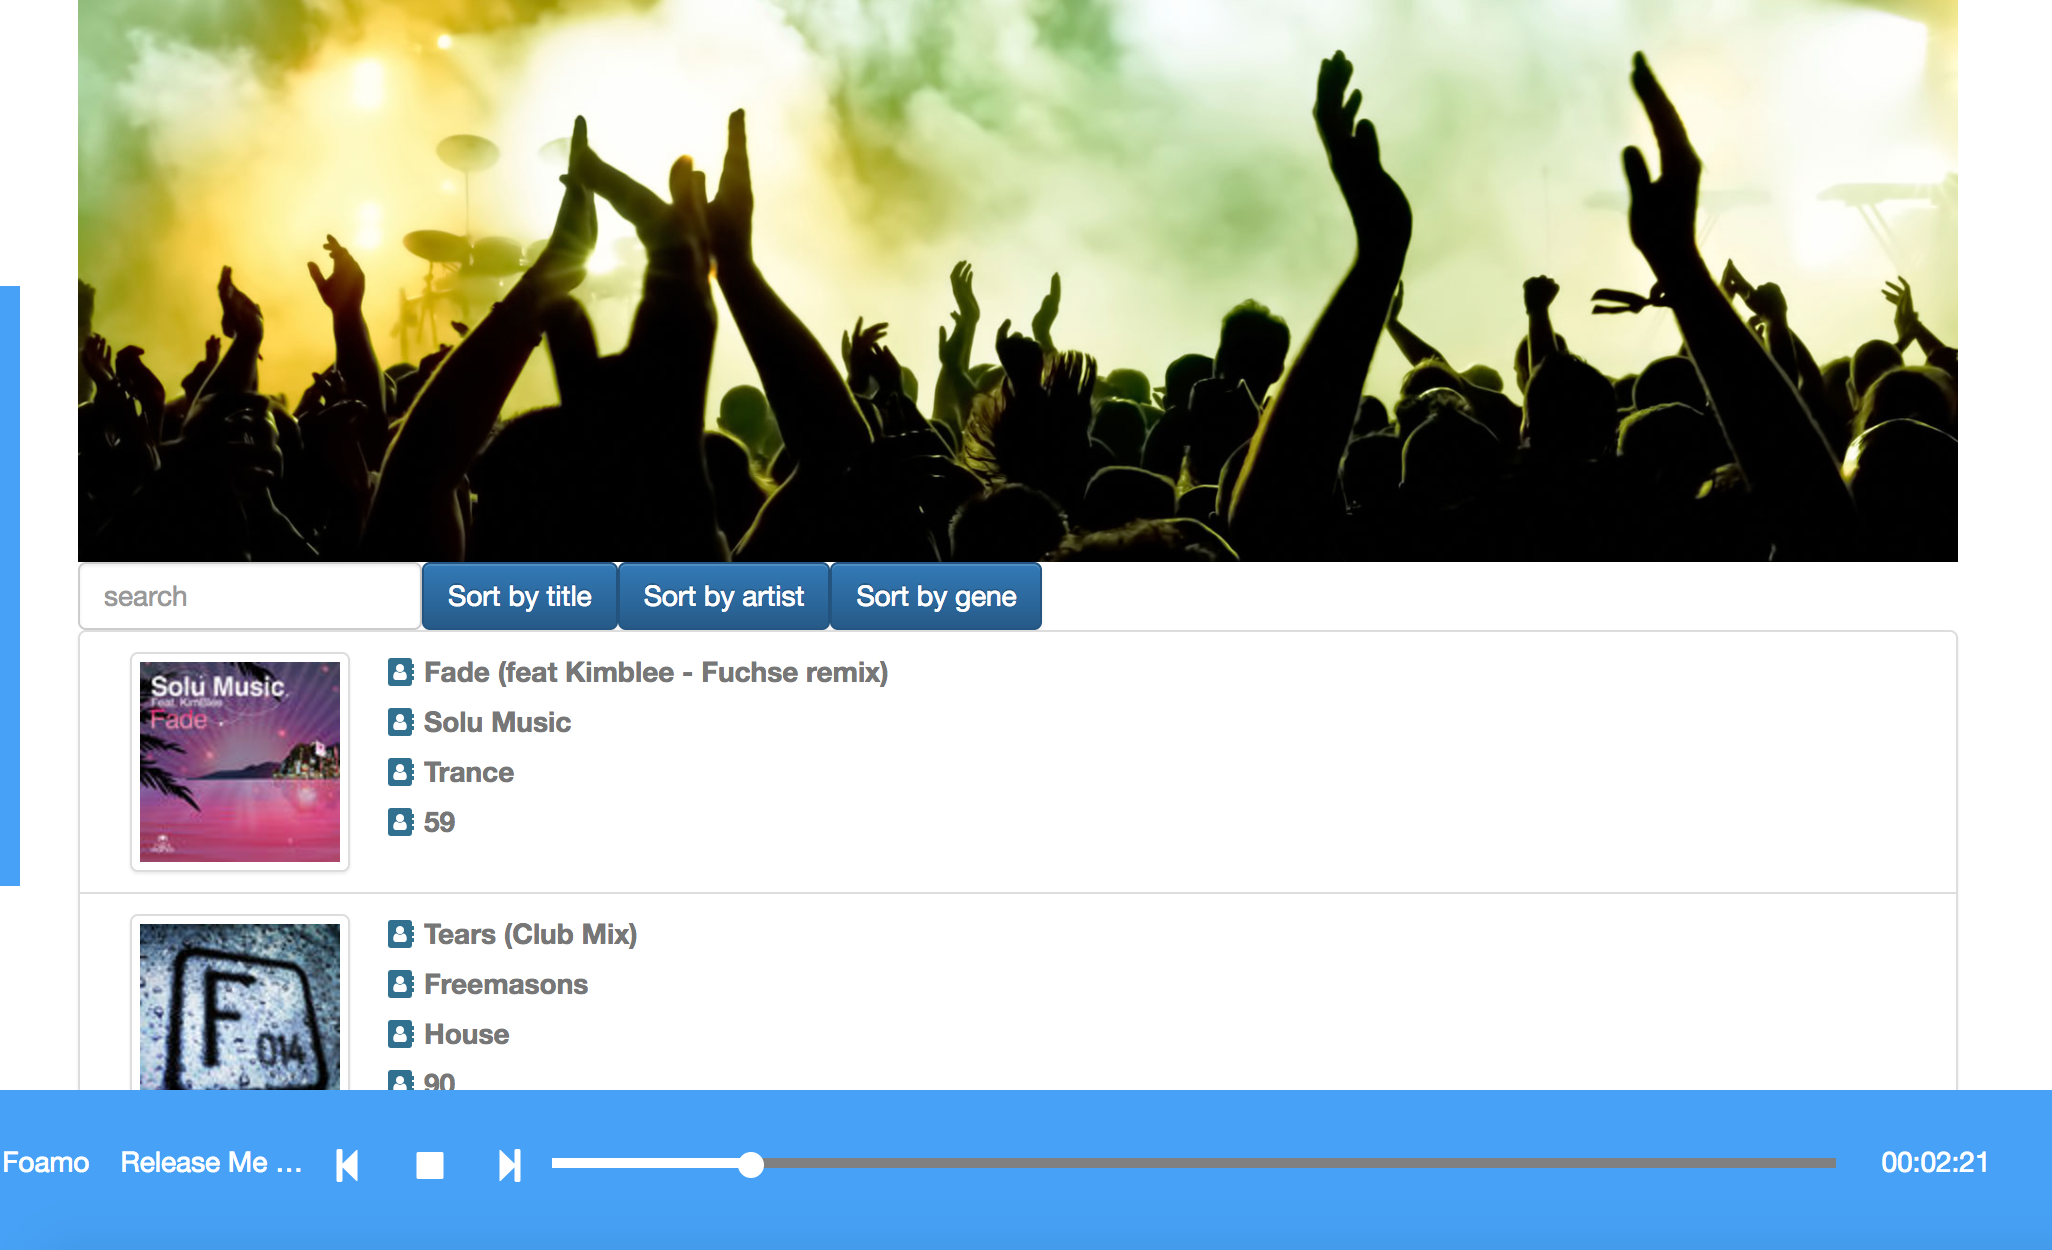 search
Sort by title
Sort by artist
Sort by gene
Solu Music
Feat. KimBlee
Fade
Fade (feat Kimblee - Fuchse remix)
Solu Music
Trance
59
F
014
Tears (Club Mix)
Freemasons
House
90
Foamo
Release Me ...
00:02:21